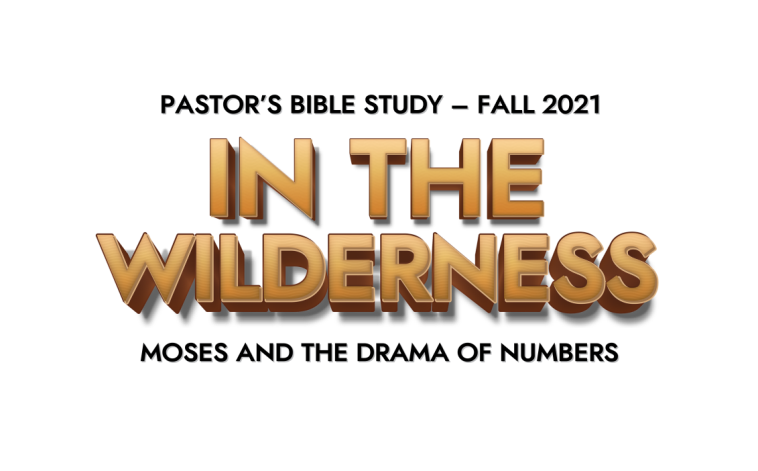 PASTOR’S BIBLE STUDY – FALL 2021
IN THE
WILDERNESS
MOSES AND THE DRAMA OF NUMBERS